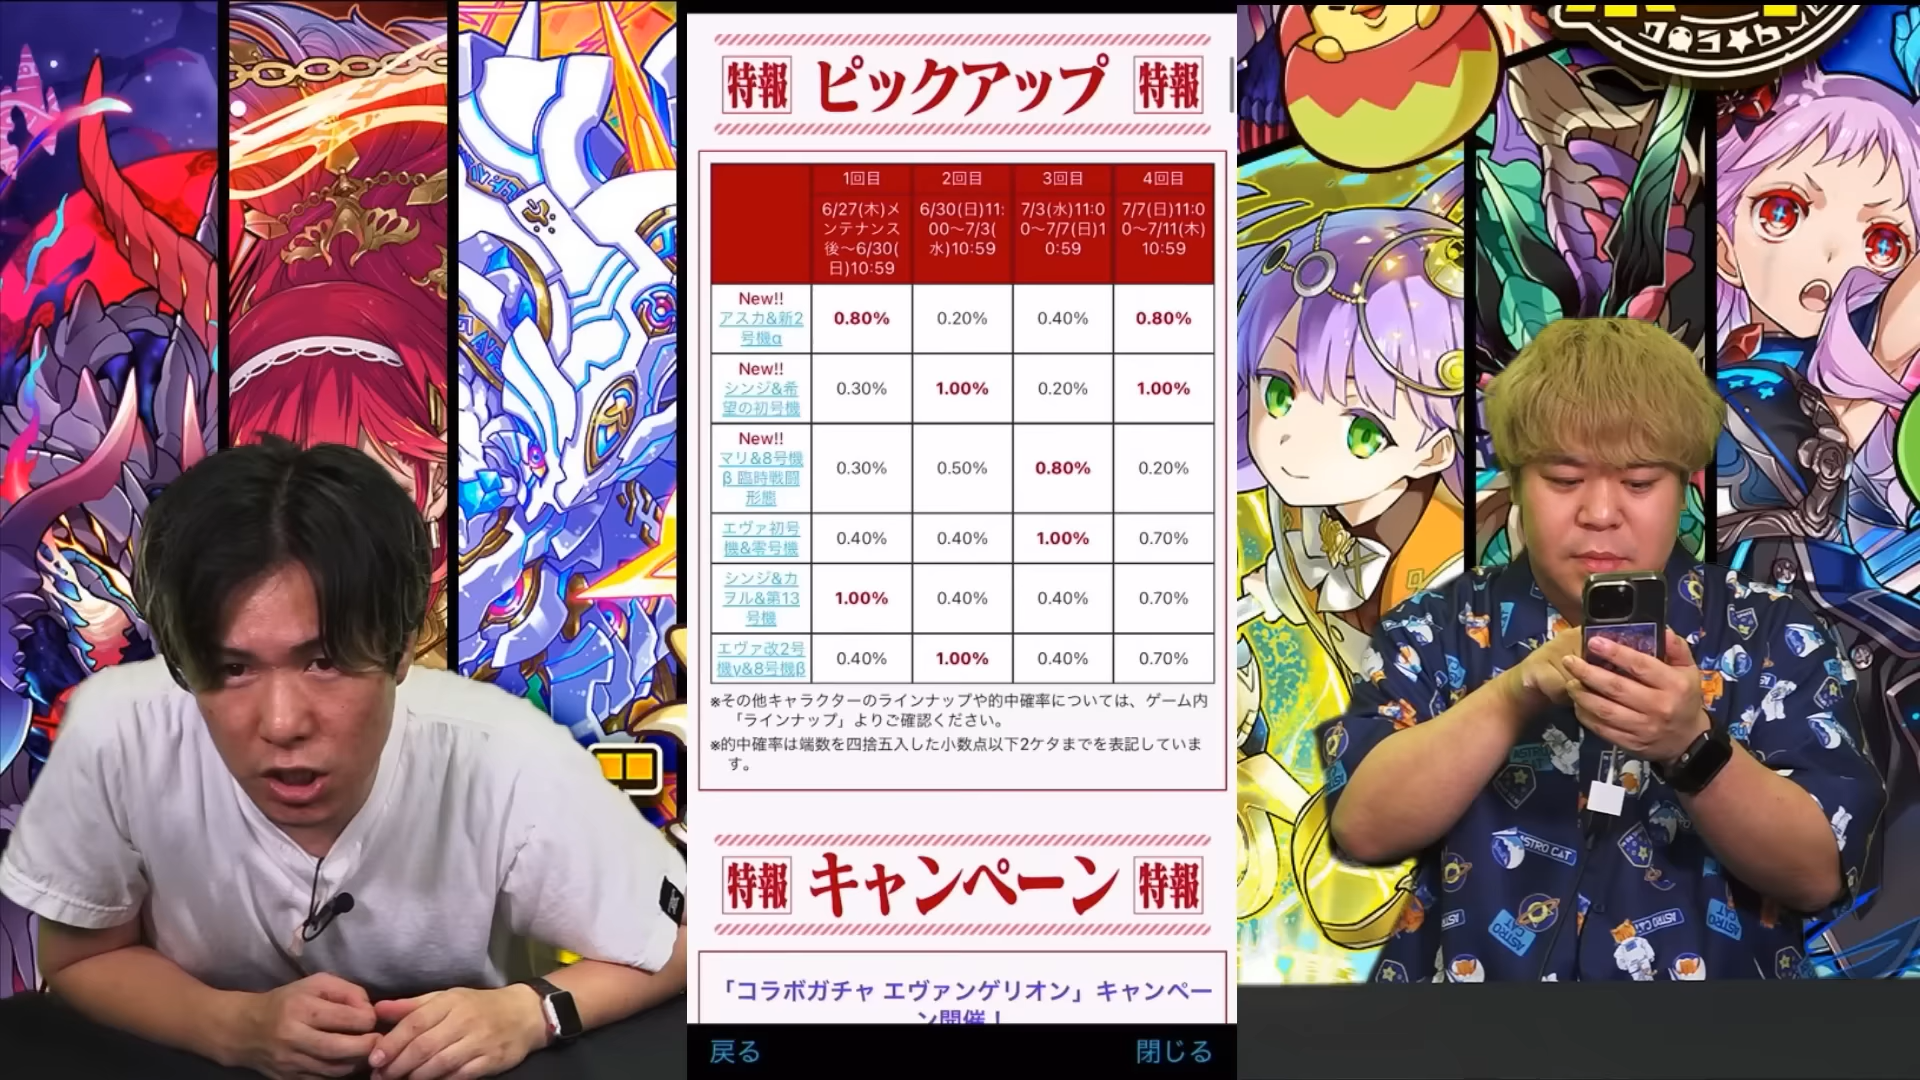 特報 ピックアップ 特報
1回目 2回目 3回目 4回目
6/27(木)メ
ンテナンス
後〜6/30(
日)10:59
6/30(日)11:
00〜7/3(
水)10:59
7/3(水)11:0
0〜7/7(日)1
0:59
7/7(日)11:0
0〜7/11(木)
10:59
New!!
アスカ&新2
号機α
0.80% 0.20% 0.40% 0.80%
New!!
シンジ&希
望の初号機
0.30% 1.00% 0.20% 1.00%
New!!
マリ&8号機
β 臨時戦闘
形態
0.30% 0.50% 0.80% 0.20%
エヴァ初号
機&零号機
0.40% 0.40% 1.00% 0.70%
シンジ&カ
ヲル&第13
号機
1.00% 0.40% 0.40% 0.70%
エヴァ改2号
機γ&8号機β
0.40% 1.00% 0.40% 0.70%
※その他キャラクターのラインナップや的中確率については、ゲーム内
「ラインナップ」よりご確認ください。
※的中確率は端数を四捨五入した小数点以下2ケタまでを表記していま
す。
特報 キャンペーン 特報
「コラボガチャ エヴァンゲリオン」キャンペー
ン開催！
戻る 閉じる
ASTRO CAT
ASTRO CAT